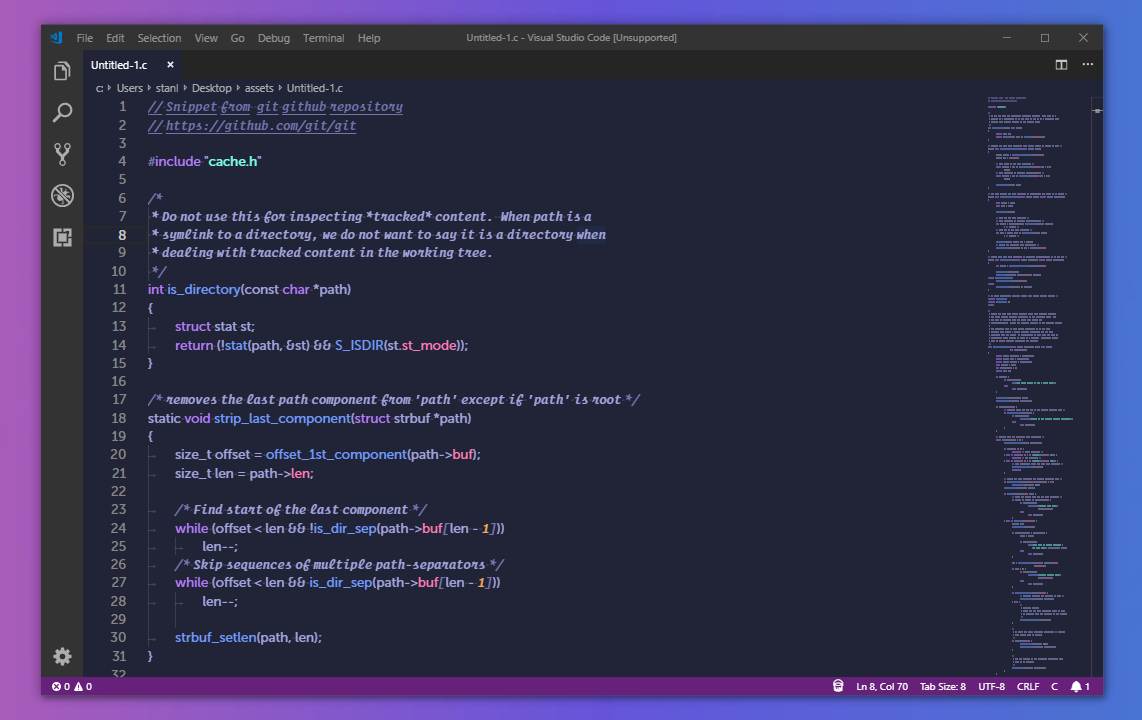 File Edit Selection View Go Debug Terminal Help Untitled-1.c - Visual Studio Code [Unsupported]
Untitled-1.c
c: Users stanl Desktop assets Untitled-1.c
1 // Snippet from git github repository
2 // https://github.com/git/git
3
4 #include "cache.h"
5
6 /*
7 * Do not use this for inspecting *tracked* content. When path is a
8 * symlink to a directory, we do not want to say it is a directory when
9 * dealing with tracked content in the working tree.
10 */
11 int is_directory(const char *path)
12 {
13 struct stat st;
14 return (!stat(path, &st) && S_ISDIR(st.st_mode));
15 }
16
17 /* removes the last path component from 'path' except if 'path' is root */
18 static void strip_last_component(struct strbuf *path)
19 {
20 size_t offset = offset_1st_component(path->buf);
21 size_t len = path->len;
22
23 /* Find start of the last component */
24 while (offset < len && !is_dir_sep(path->buf[len - 1]))
25 len--;
26 /* Skip sequences of multiple path-separators */
27 while (offset < len && is_dir_sep(path->buf[len - 1]))
28 len--;
29
30 strbuf_setlen(path, len);
31 }
32
0 0 Ln 8, Col 70 Tab Size: 8 UTF-8 CRLF C 1